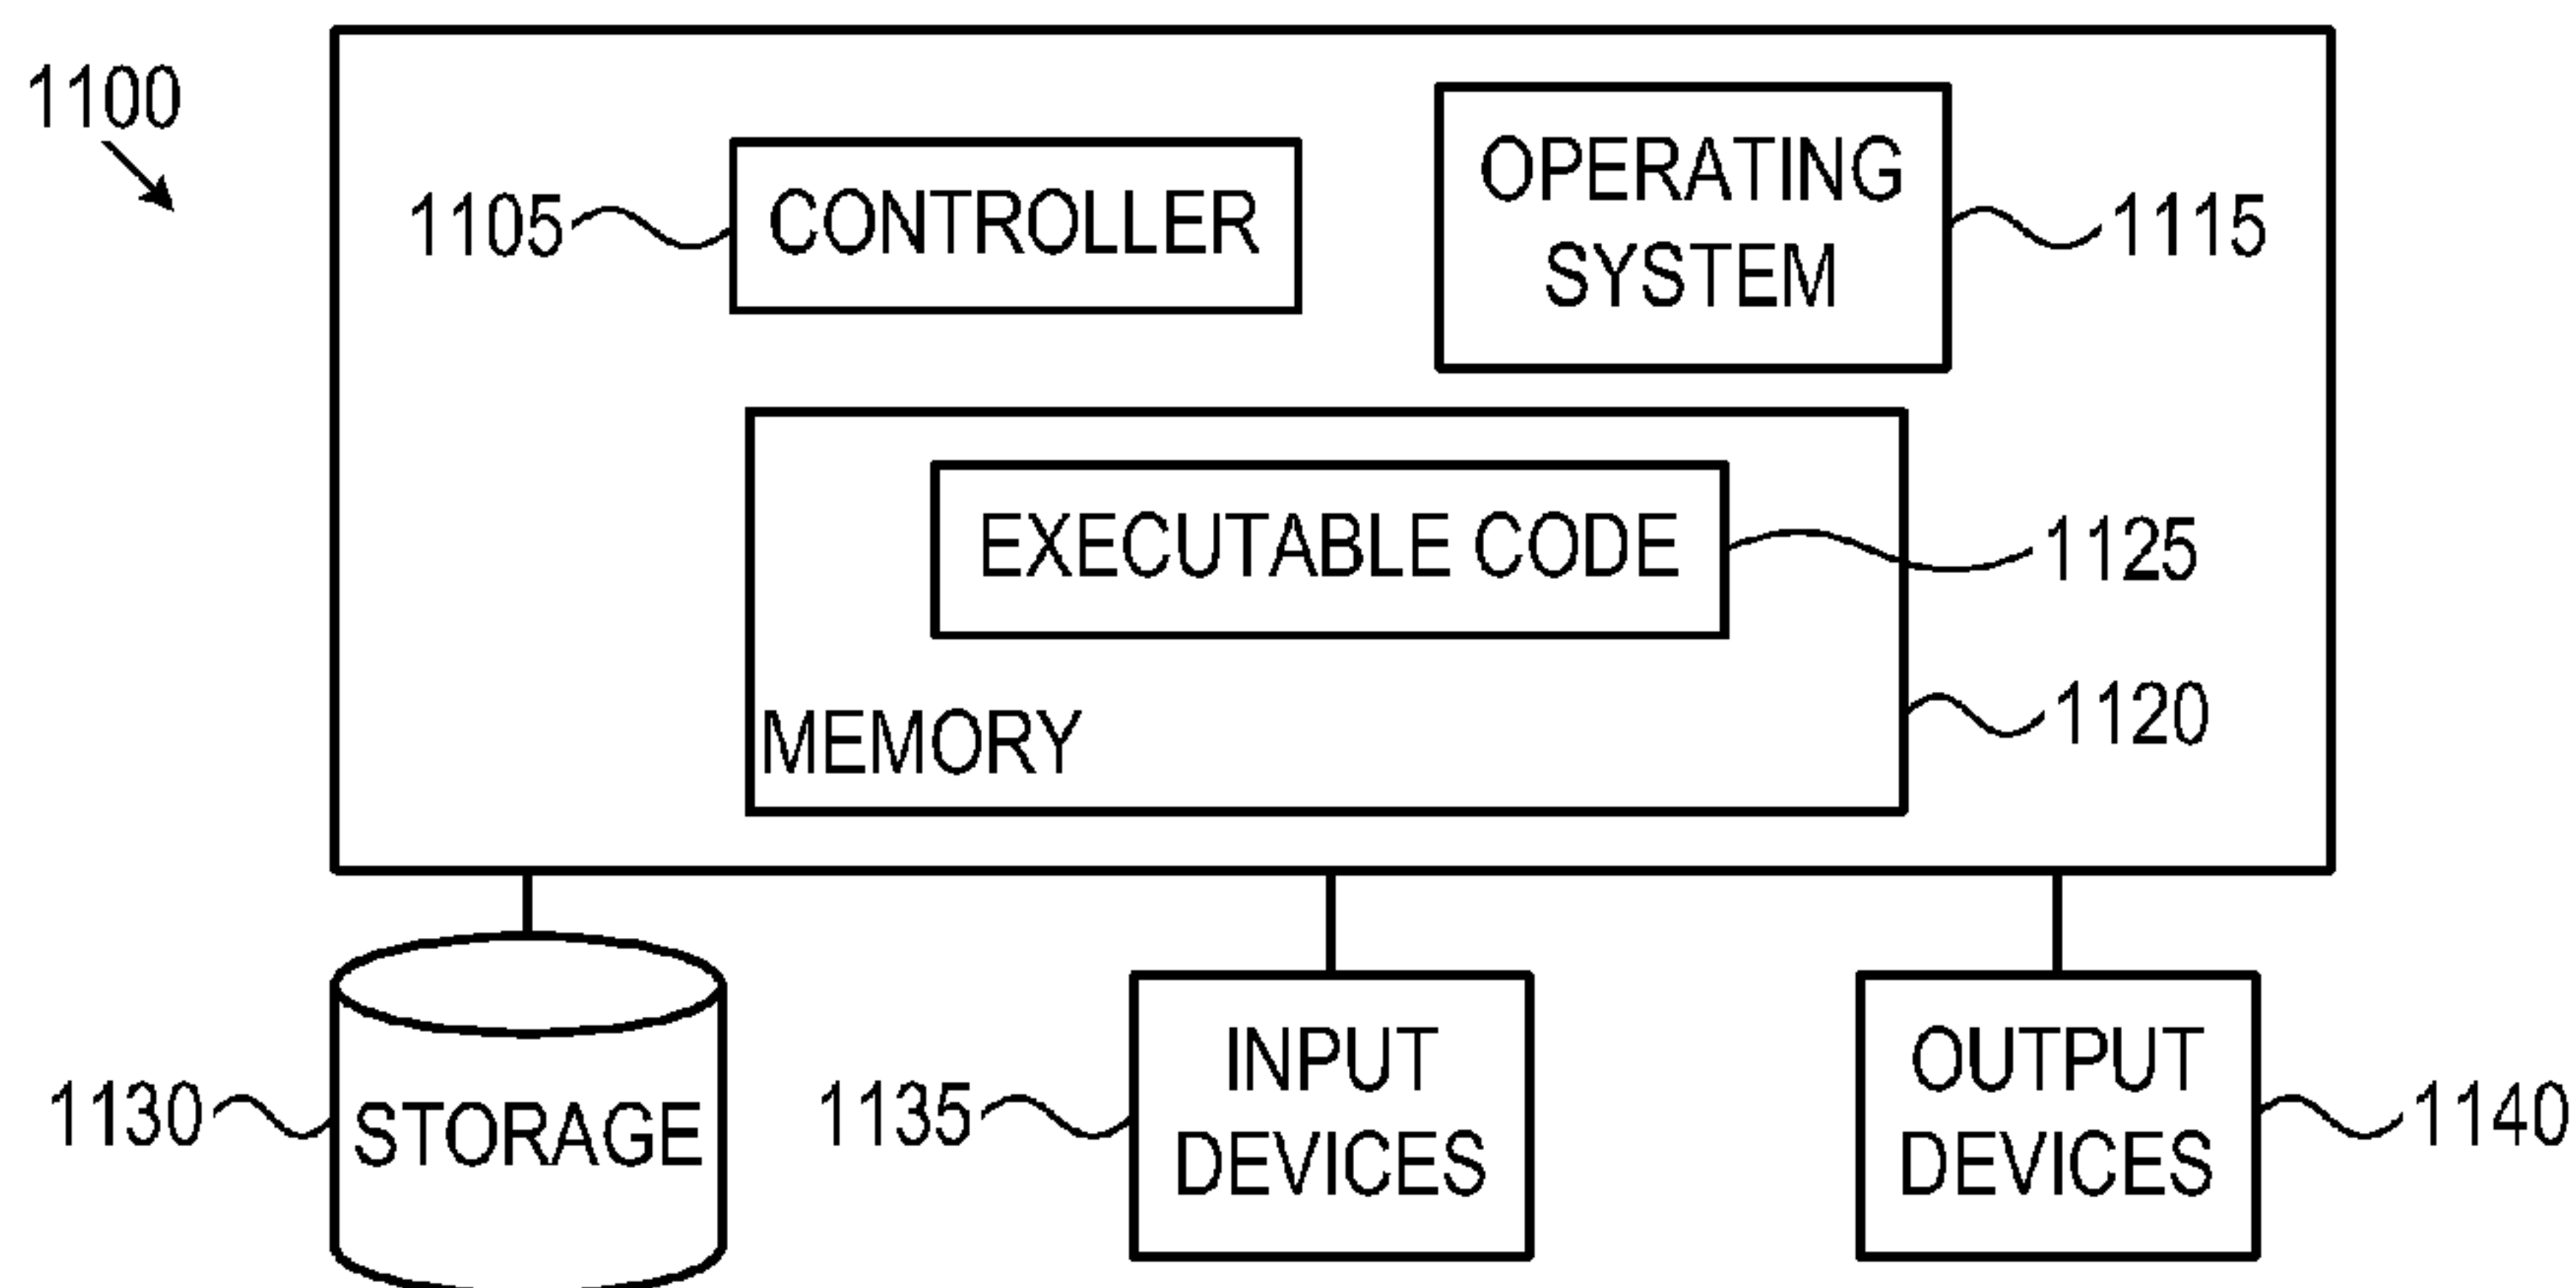 1100
1105
CONTROLLER
OPERATING
SYSTEM
1115
EXECUTABLE CODE
1125
MEMORY
1120
1130
STORAGE
1135
INPUT
DEVICES
OUTPUT
DEVICES
1140